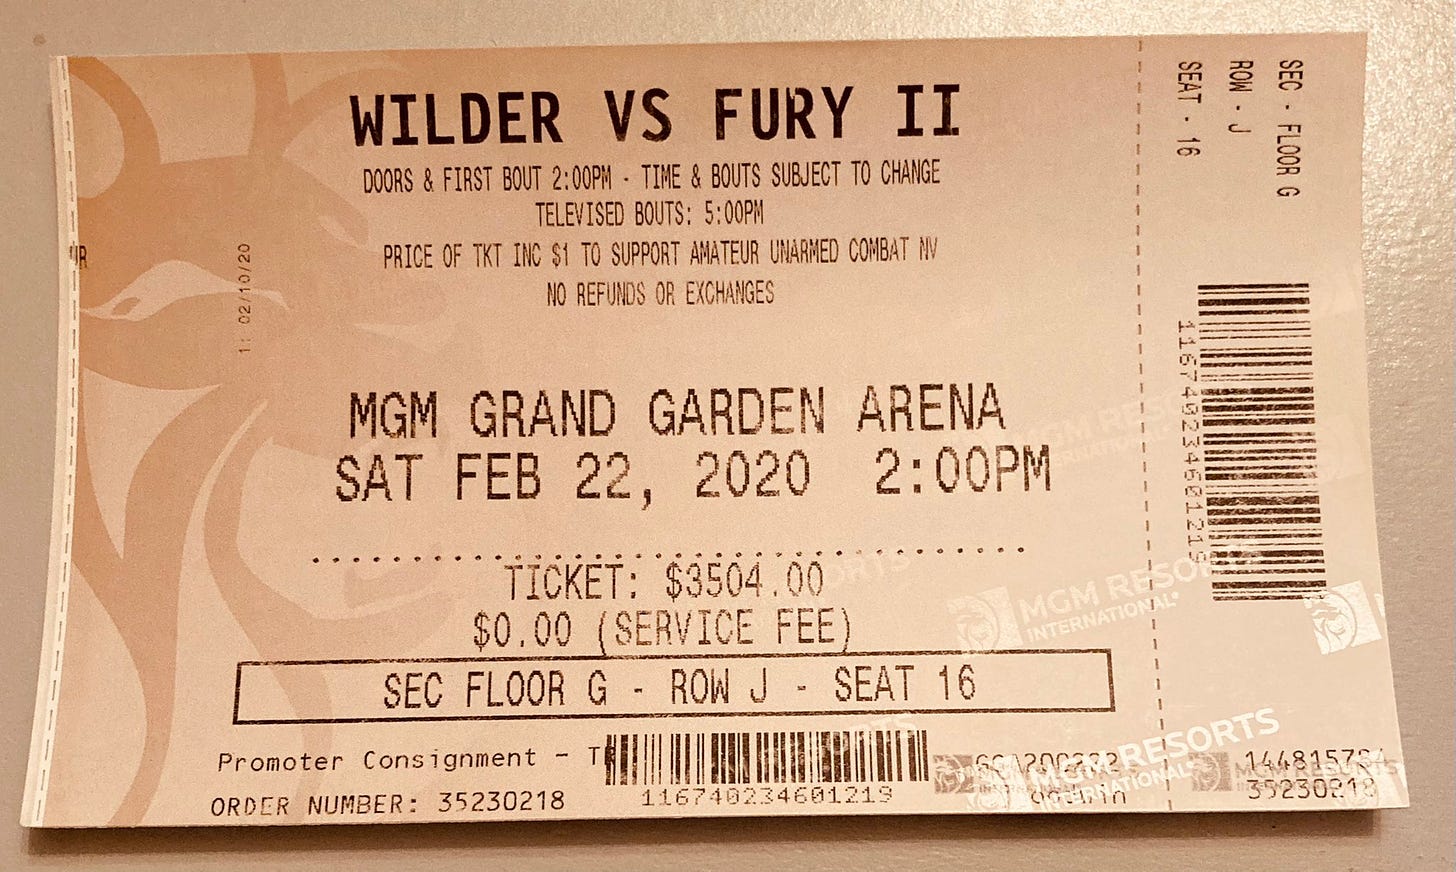 WILDER VS FURY II
DOORS & FIRST BOUT 2:00PM - TIME & BOUTS SUBJECT TO CHANGE
TELEVISED BOUTS: 5:00PM
PRICE OF TKT INC $1 TO SUPPORT AMATEUR UNARMED COMBAT NV
NO REFUNDS OR EXCHANGES
02/10/20
MGM GRAND GARDEN ARENA
SAT FEB 22, 2020 2:00PM
TICKET: $3504.00
$0.00 (SERVICE FEE)
SEC FLOOR G - ROW J - SEAT 16
Promoter Consignment -
ORDER NUMBER: 35230218
116740234601219
SEC - FLOOR G
ROW - J
SEAT - 16
116740234601219
35230218
MGM RESORTS
INTERNATIONAL
MGM RESORTS
INTERNATIONAL